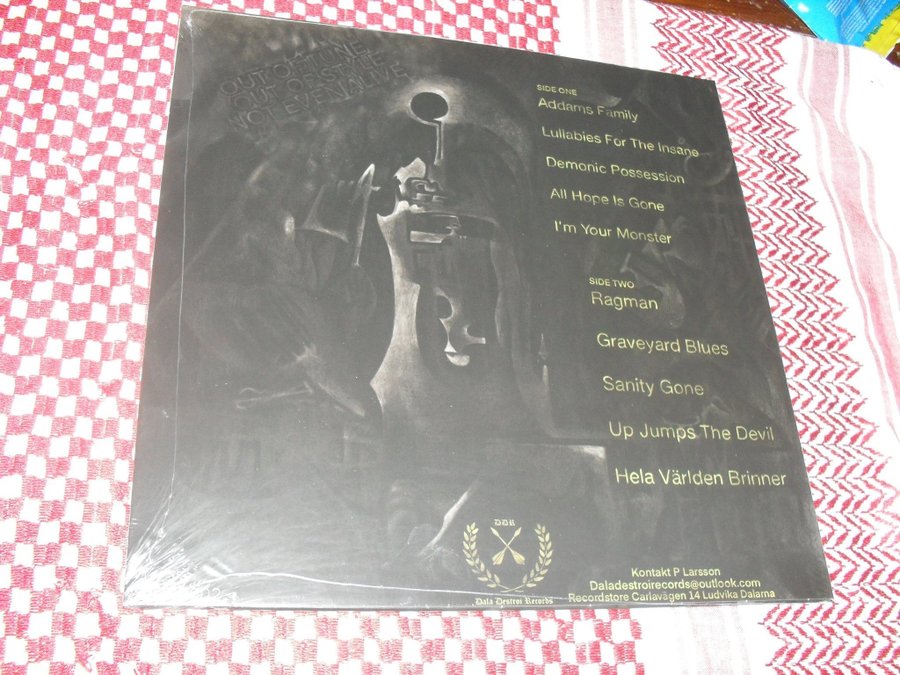 OUT OF TUNE
OUT OF STYLE
NOT EVEN ALIVE
SIDE ONE
Addams Family
Lullabies For The Insane
Demonic Possession
All Hope Is Gone
I'm Your Monster
SIDE TWO
Ragman
Graveyard Blues
Sanity Gone
Up Jumps The Devil
Hela Världen Brinner
DDR
Dala Destroi Records
Kontakt P Larsson
Daladestroirecords@outlook.com
Recordstore Carlavägen 14 Ludvika Dalarna